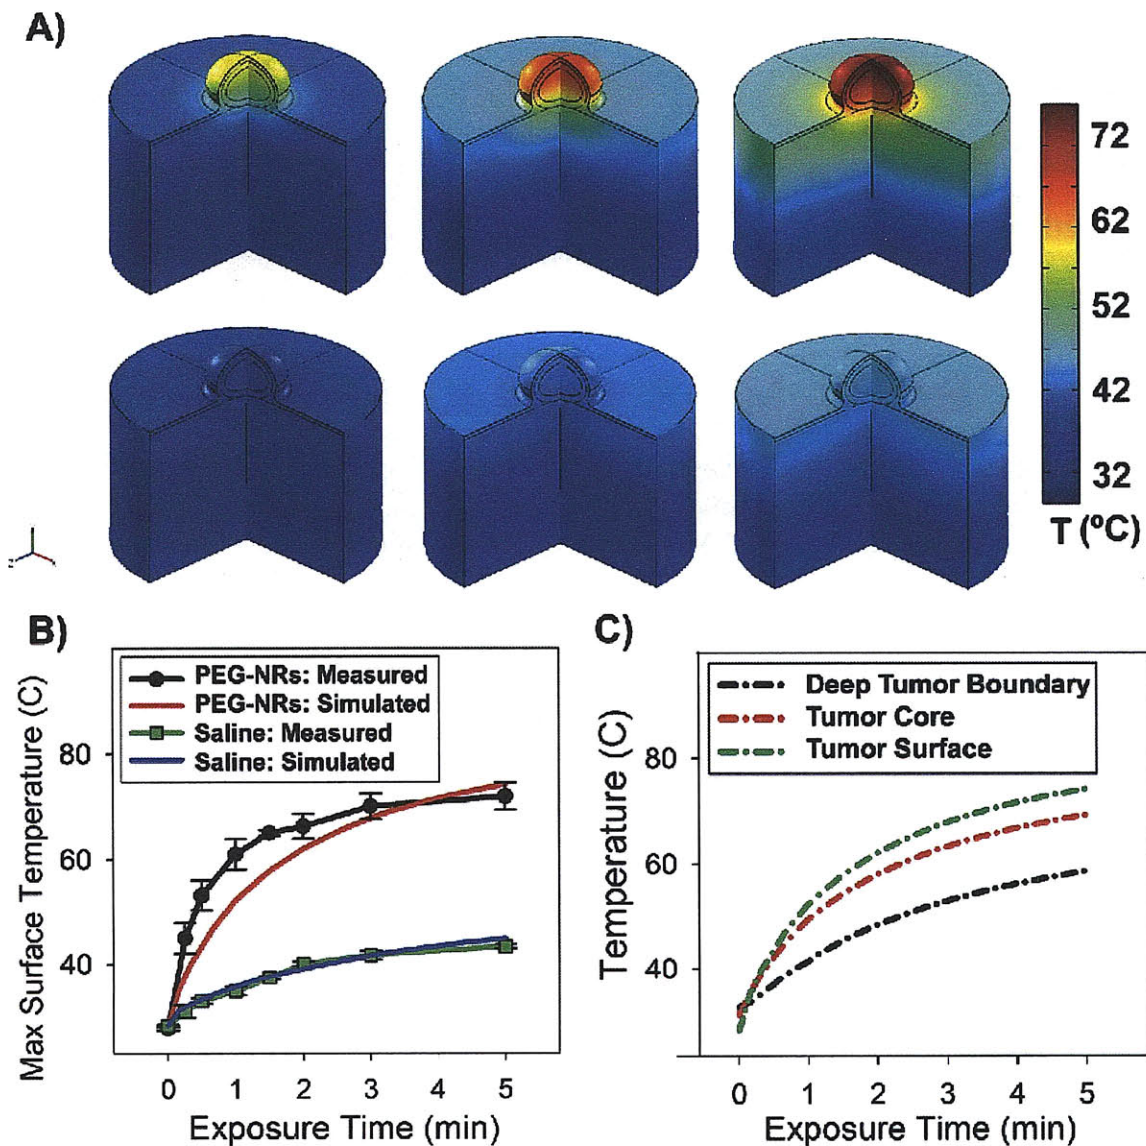 A)
72
62
52
42
32
T (ºC)
B)
PEG-NRs: Measured
PEG-NRs: Simulated
Saline: Measured
Saline: Simulated
Max Surface Temperature (C)
80
60
40
0 1 2 3 4 5
Exposure Time (min)
C)
Deep Tumor Boundary
Tumor Core
Tumor Surface
Temperature (C)
80
60
40
0 1 2 3 4 5
Exposure Time (min)